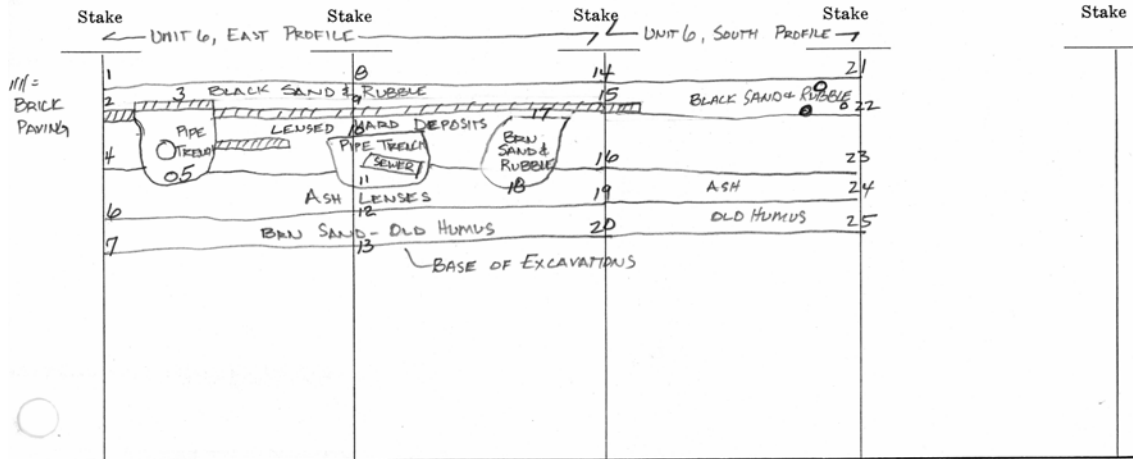 Stake Stake Stake Stake Stake
UNIT 6, EAST PROFILE UNIT 6, SOUTH PROFILE
1 8 14 21
//// = BRICK PAVING
3 BLACK SAND & RUBBLE
2 9 15 BLACK SAND & RUBBLE 22
17
LENSED YARD DEPOSITS
10
PIPE TRENCH
PIPE TRENCH
SEWER
BRN SAND & RUBBLE
4 16 23
05 11 18
ASH LENSES 19 ASH 24
6 12
BRN SAND - OLD HUMUS 20 OLD HUMUS 25
7 13
BASE OF EXCAVATIONS